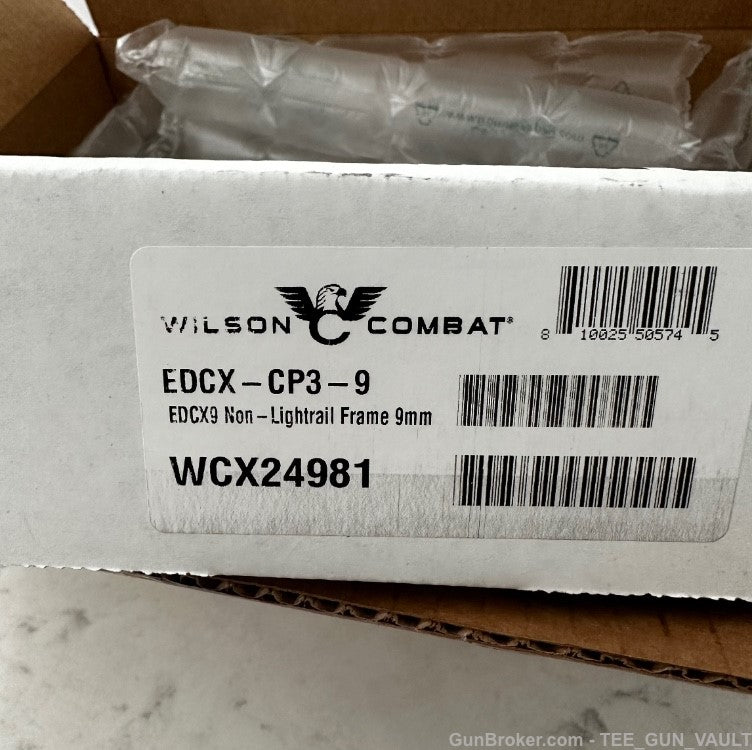 WILSON COMBAT®
8 10025 50574 5
EDCX-CP3-9
EDCX9 Non-Lightrail Frame 9mm
WCX24981
GunBroker.com - TEE_GUN_VAULT